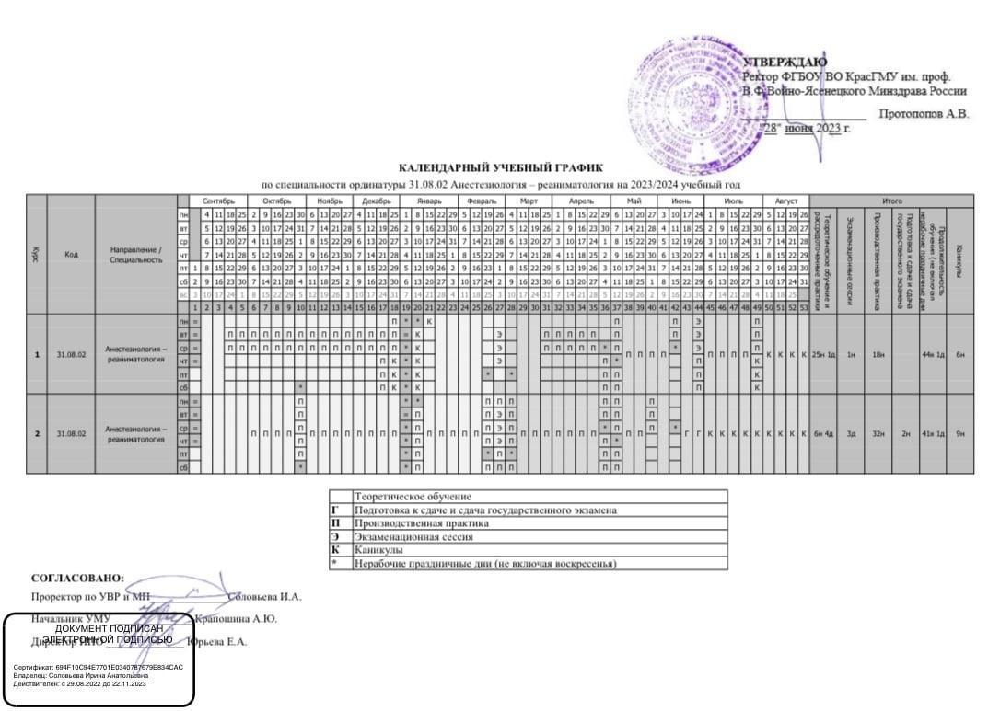 УТВЕРЖДАЮ
Ректор ФГБОУ ВО КрасГМУ им. проф.
В.Ф.Войно-Ясенецкого Минздрава России
Протопопов А.В.
"28" июня 2023 г.
КАЛЕНДАРНЫЙ УЧЕБНЫЙ ГРАФИК
по специальности ординатуры 31.08.02 Анестезиология – реаниматология на 2023/2024 учебный год
Курс Код Направление / Специальность Сентябрь Октябрь Ноябрь Декабрь Январь Февраль Март Апрель Май Июнь Июль Август Итого
Теоретическое обучение и рассредоточенные практики
Экзаменационные сессии
Производственная практика
Подготовка к сдаче и сдача государственного экзамена
Продолжительность обучения (не включая нерабочие праздничные дни
Каникулы
пн 4 11 18 25 2 9 16 23 30 6 13 20 27 4 11 18 25 1 8 15 22 29 5 12 19 26 4 11 18 25 1 8 15 22 29 6 13 20 27 3 10 17 24 1 8 15 22 29 5 12 19 26
вт 5 12 19 26 3 10 17 24 31 7 14 21 28 5 12 19 26 2 9 16 23 30 6 13 20 27 5 12 19 26 2 9 16 23 30 7 14 21 28 4 11 18 25 2 9 16 23 30 6 13 20 27
ср 6 13 20 27 4 11 18 25 1 8 15 22 29 6 13 20 27 3 10 17 24 31 7 14 21 28 6 13 20 27 3 10 17 24 1 8 15 22 29 5 12 19 26 3 10 17 24 31 7 14 21 28
чт 7 14 21 28 5 12 19 26 2 9 16 23 30 7 14 21 28 4 11 18 25 1 8 15 22 29 7 14 21 28 4 11 18 25 2 9 16 23 30 6 13 20 27 4 11 18 25 1 8 15 22 29
пт 1 8 15 22 29 6 13 20 27 3 10 17 24 1 8 15 22 29 5 12 19 26 2 9 16 23 1 8 15 22 29 5 12 19 26 3 10 17 24 31 7 14 21 28 5 12 19 26 2 9 16 23 30
сб 2 9 16 23 30 7 14 21 28 4 11 18 25 2 9 16 23 30 6 13 20 27 3 10 17 24 2 9 16 23 30 6 13 20 27 4 11 18 25 1 8 15 22 29 6 13 20 27 3 10 17 24 31
вс 3 10 17 24 1 8 15 22 29 5 12 19 26 3 10 17 24 31 7 14 21 28 4 11 18 25 3 10 17 24 31 7 14 21 28 5 12 19 26 2 9 16 23 30 7 14 21 28 4 11 18 25
1 2 3 4 5 6 7 8 9 10 11 12 13 14 15 16 17 18 19 20 21 22 23 24 25 26 27 28 29 30 31 32 33 34 35 36 37 38 39 40 41 42 43 44 45 46 47 48 49 50 51 52 53
1 31.08.02 Анестезиология – реаниматология 25н 1д 1н 18н 44н 1д 6н
пн = П * * К П П Э П
вт = П П П П П П П П П П П П П П = К Э П П П П П П П Э П
ср = П П П П П П П П П П П П П П * К Э П П П П П * П * Э П
чт = П К * К Э * П П К
пт П К * К * * П * П К
сб * П К * К П П П К
П П П П П П П П К К К К
2 31.08.02 Анестезиология – реаниматология 6н 4д 3д 32н 2н 41н 1д 9н
пн = П * * П П П П П П
вт = П = П П Э П П П П
ср = П * П П Э П * П П *
чт = П * П П Э П * П
пт П * П * П * П *
сб * * П П П П П П
П П П П П П П П П П П П П П П П П П П П П П П П П П П Г Г К К К К К К К К К
Теоретическое обучение
Г Подготовка к сдаче и сдача государственного экзамена
П Производственная практика
Э Экзаменационная сессия
К Каникулы
* Нерабочие праздничные дни (не включая воскресенья)
СОГЛАСОВАНО:
Проректор по УВР и МП Соловьева И.А.
Начальник УМУ Крапошина А.Ю.
Директор ИПО Юрьева Е.А.
ДОКУМЕНТ ПОДПИСАН
ЭЛЕКТРОННОЙ ПОДПИСЬЮ
Сертификат: 694F10C94E7701E0340787679E834CAC
Владелец: Соловьева Ирина Анатольевна
Действителен: с 29.08.2022 до 22.11.2023